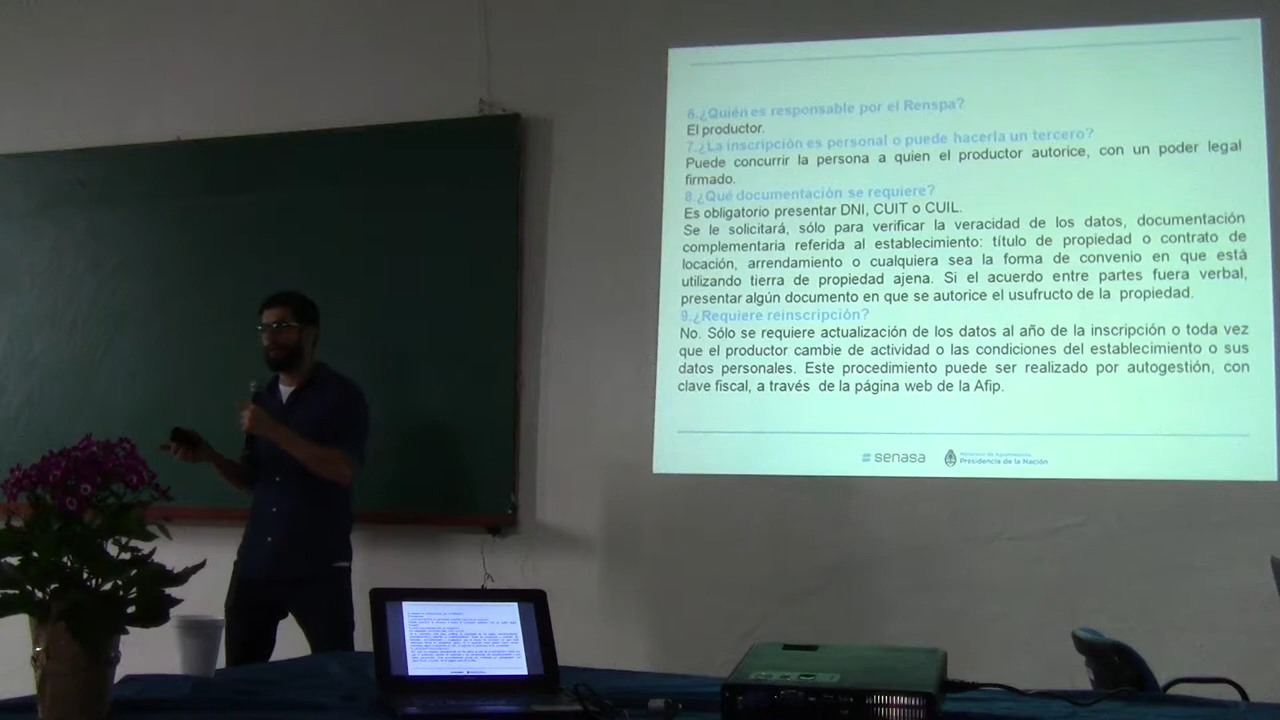 6.¿Quién es responsable por el Renspa?
El productor.
7.¿La inscripción es personal o puede hacerla un tercero?
Puede concurrir la persona a quien el productor autorice, con un poder legal
firmado.
8.¿Qué documentación se requiere?
Es obligatorio presentar DNI, CUIT o CUIL.
Se le solicitará, sólo para verificar la veracidad de los datos, documentación
complementaria referida al establecimiento: título de propiedad o contrato de
locación, arrendamiento o cualquiera sea la forma de convenio en que está
utilizando tierra de propiedad ajena. Si el acuerdo entre partes fuera verbal,
presentar algún documento en que se autorice el usufructo de la propiedad.
9.¿Requiere reinscripción?
No. Sólo se requiere actualización de los datos al año de la inscripción o toda vez
que el productor cambie de actividad o las condiciones del establecimiento o sus
datos personales. Este procedimiento puede ser realizado por autogestión, con
clave fiscal, a través de la página web de la Afip.
senasa
Ministerio de Agroindustria
Presidencia de la Nación